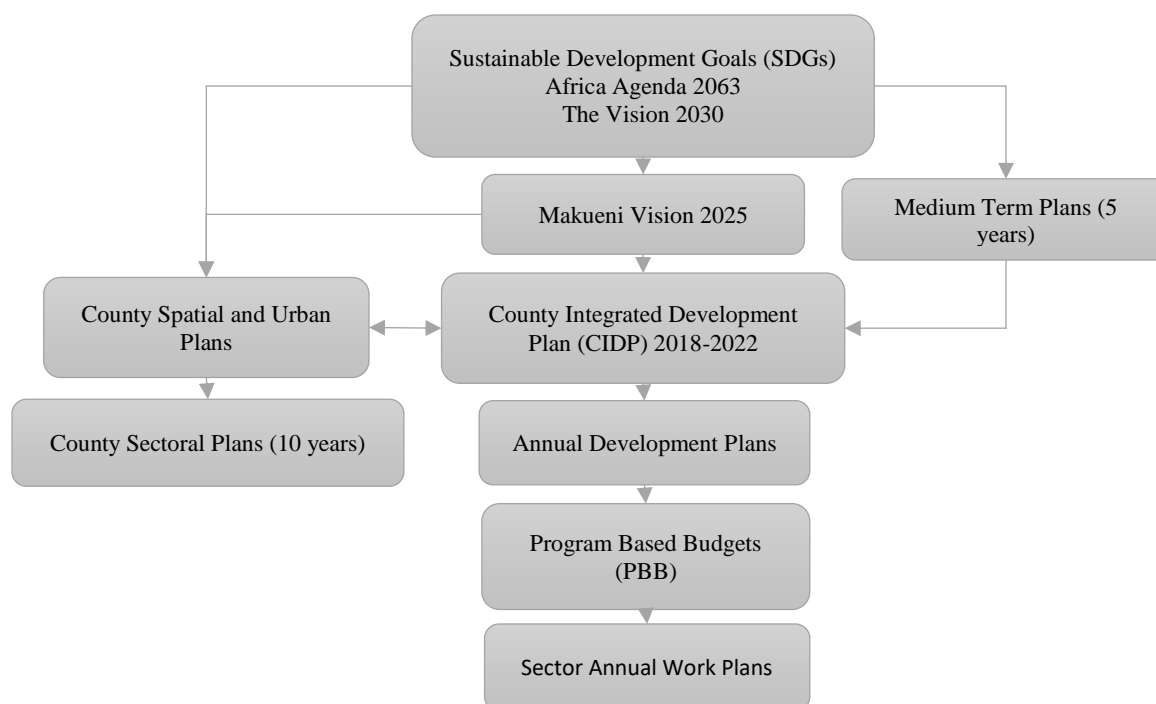 Sustainable Development Goals (SDGs)
Africa Agenda 2063
The Vision 2030
Makueni Vision 2025
Medium Term Plans (5
years)
County Spatial and Urban
Plans
County Integrated Development
Plan (CIDP) 2018-2022
County Sectoral Plans (10 years)
Annual Development Plans
Program Based Budgets
(PBB)
Sector Annual Work Plans